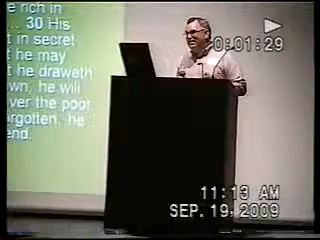 e rich in
. 30 His
t in secret
t he may
t he draweth
wn, he will
ver the poor.
rgotten, he
end.
0:01:29
11:13 AM
SEP. 19, 2009